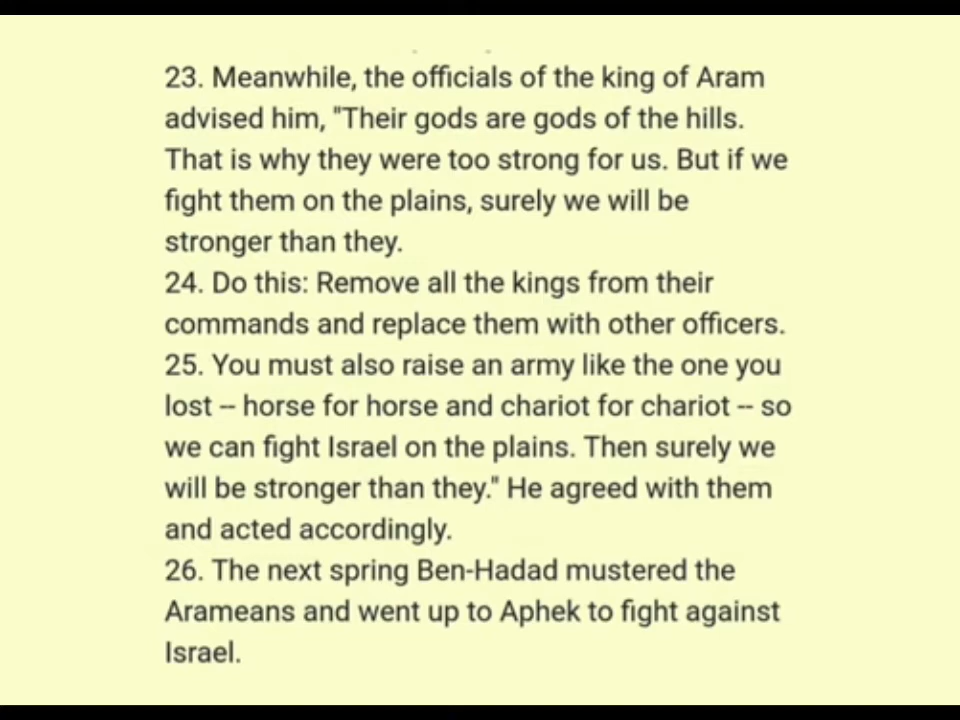 23. Meanwhile, the officials of the king of Aram
advised him, "Their gods are gods of the hills.
That is why they were too strong for us. But if we
fight them on the plains, surely we will be
stronger than they.
24. Do this: Remove all the kings from their
commands and replace them with other officers.
25. You must also raise an army like the one you
lost -- horse for horse and chariot for chariot -- so
we can fight Israel on the plains. Then surely we
will be stronger than they." He agreed with them
and acted accordingly.
26. The next spring Ben-Hadad mustered the
Arameans and went up to Aphek to fight against
Israel.